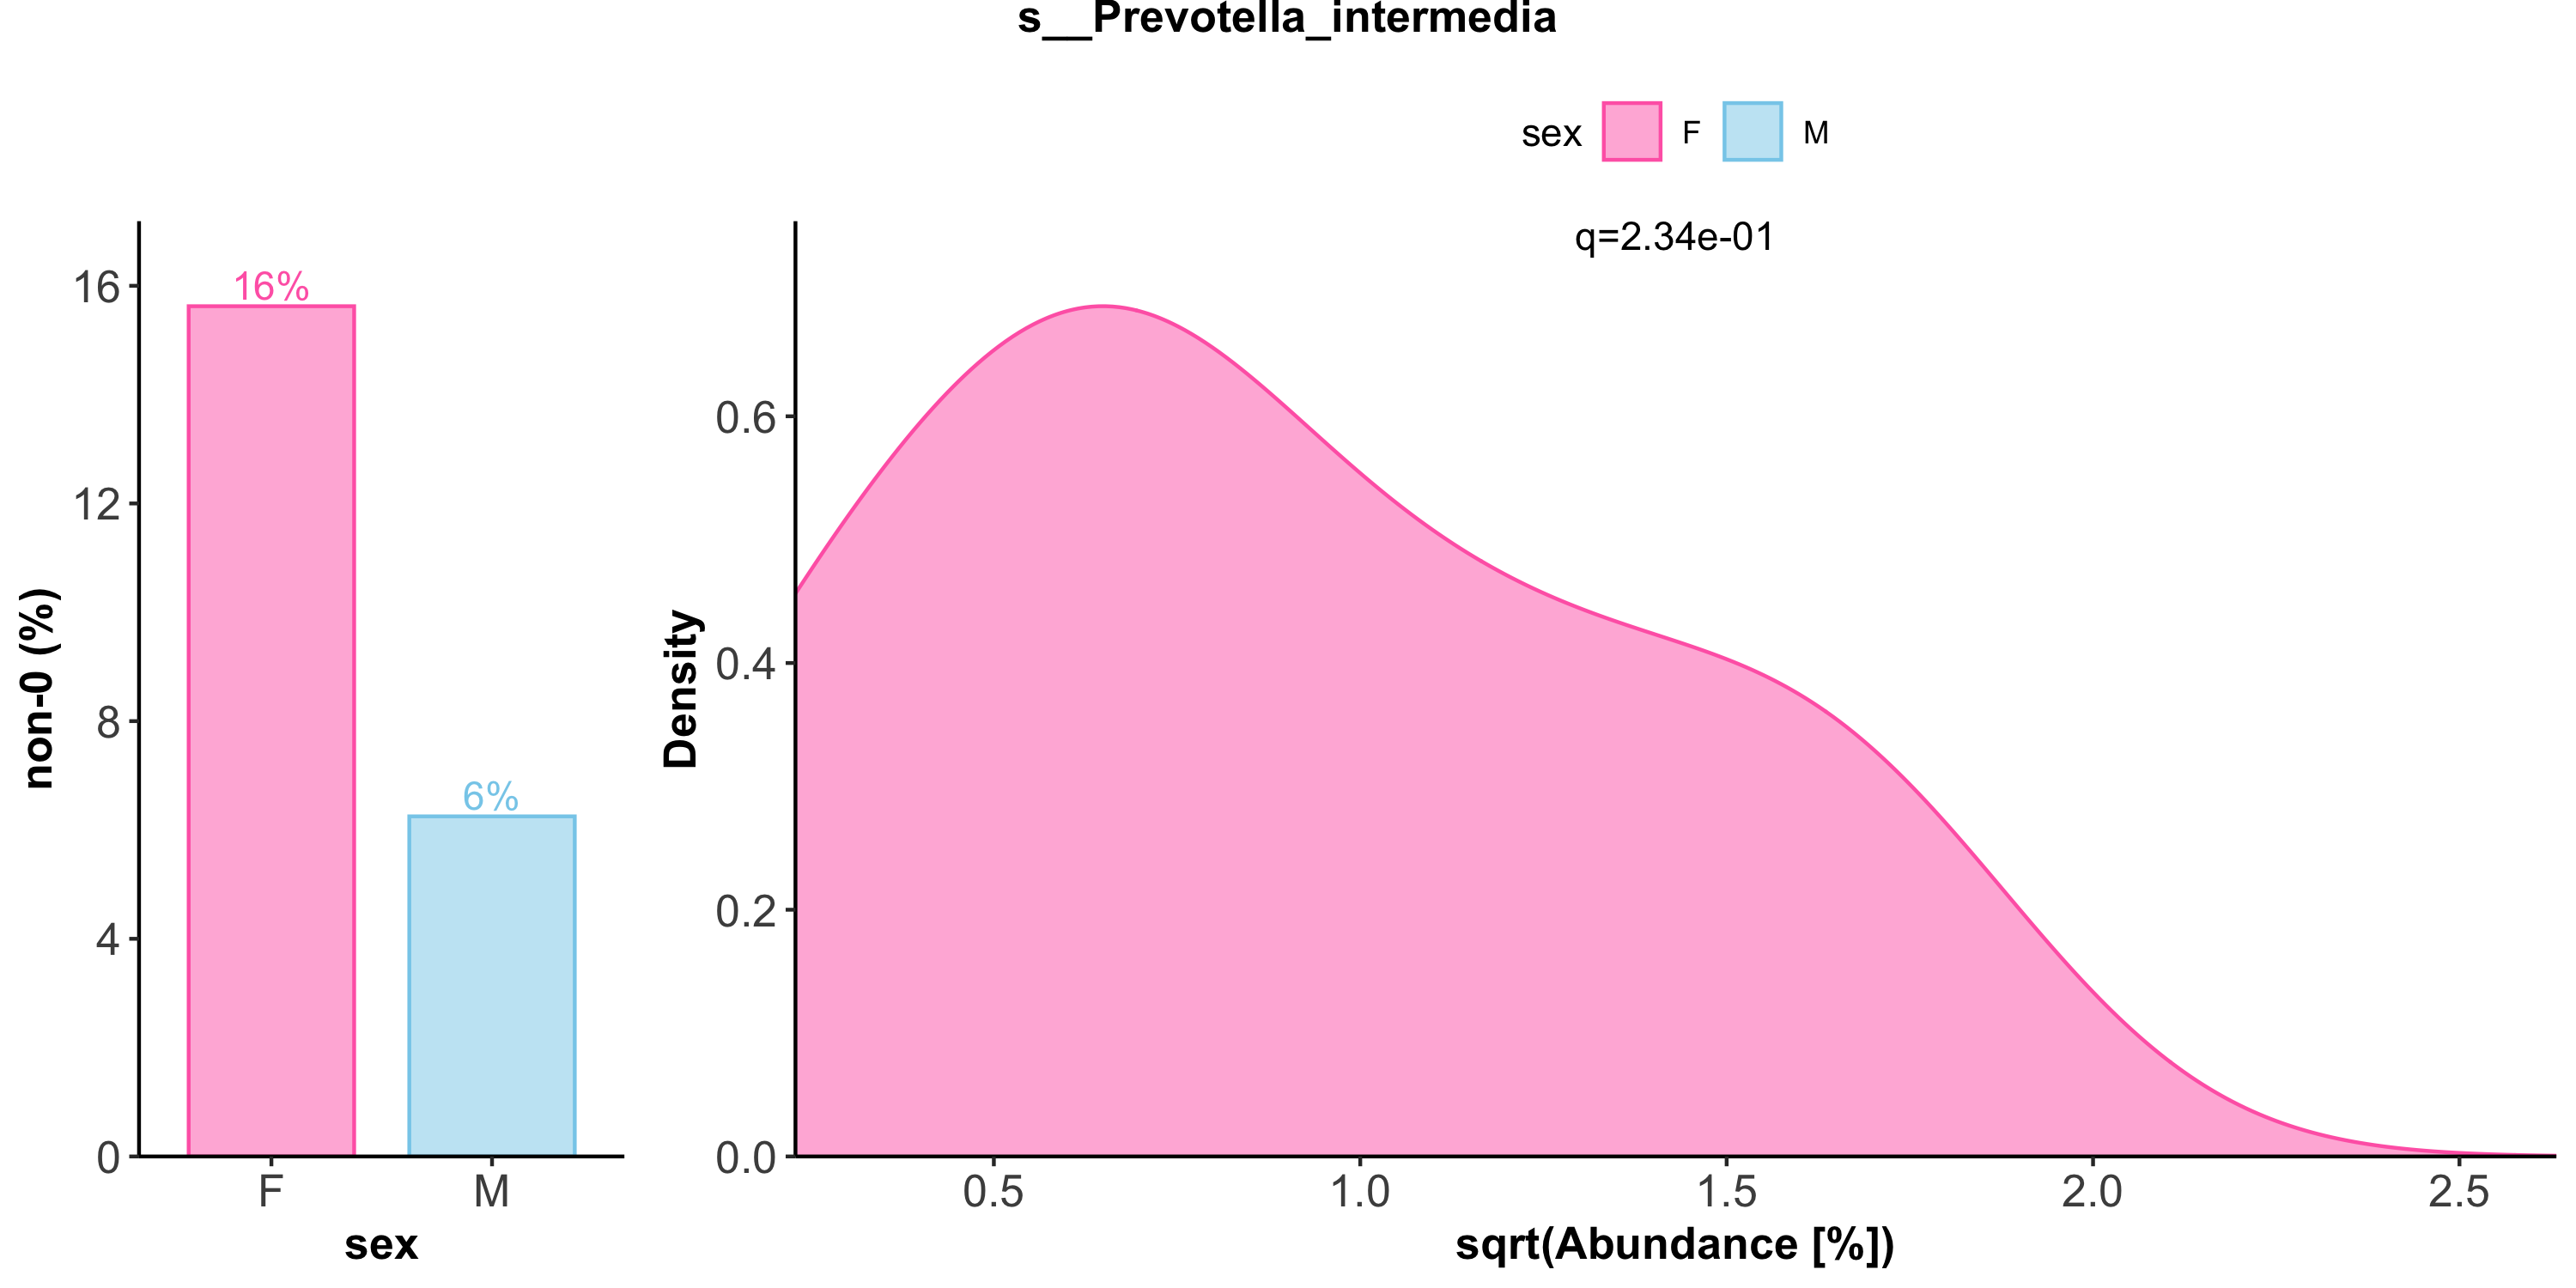 s__Prevotella_intermedia
sex F M
q=2.34e-01
16%
6%
16
12
8
4
0
non-0 (%)
F M
sex
0.6
0.4
0.2
0.0
Density
0.5 1.0 1.5 2.0 2.5
sqrt(Abundance [%])